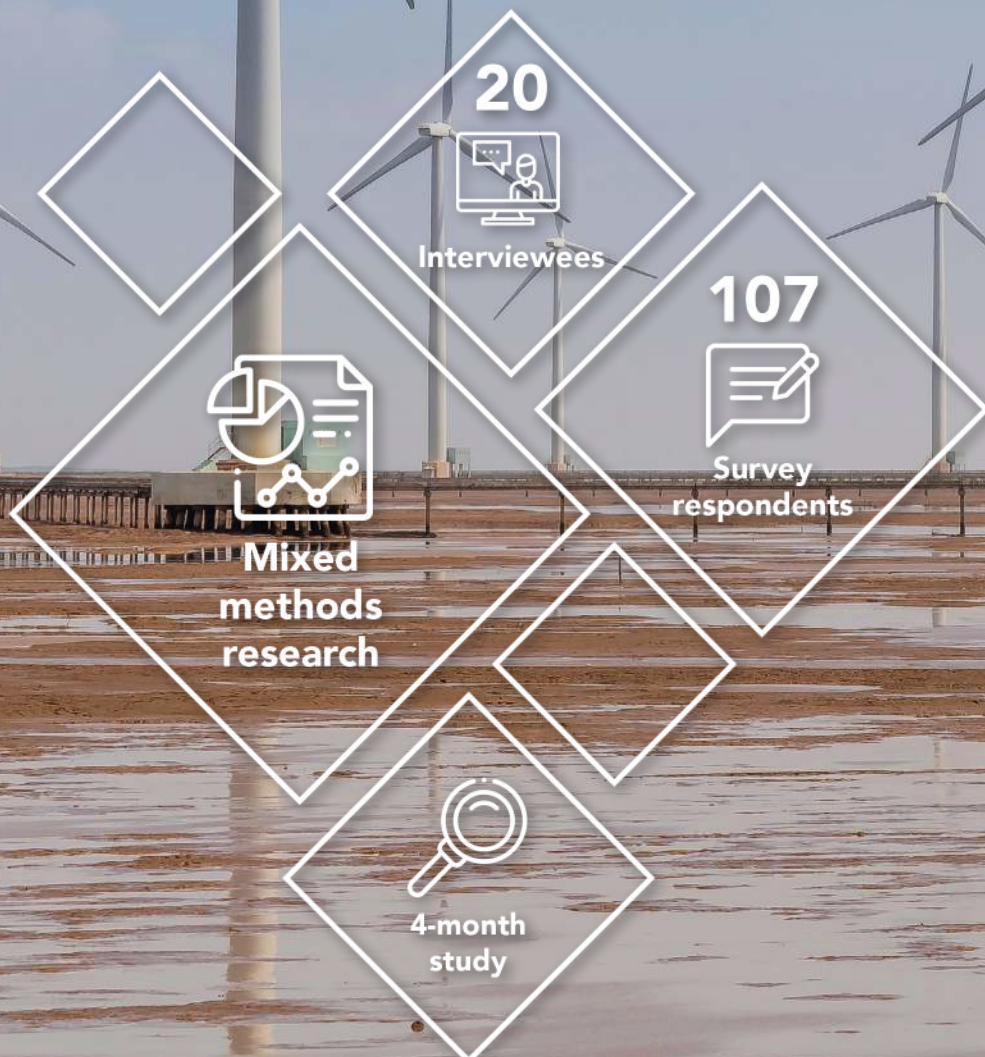 20
Interviewees
107
Survey
respondents
Mixed
methods
research
4-month
study